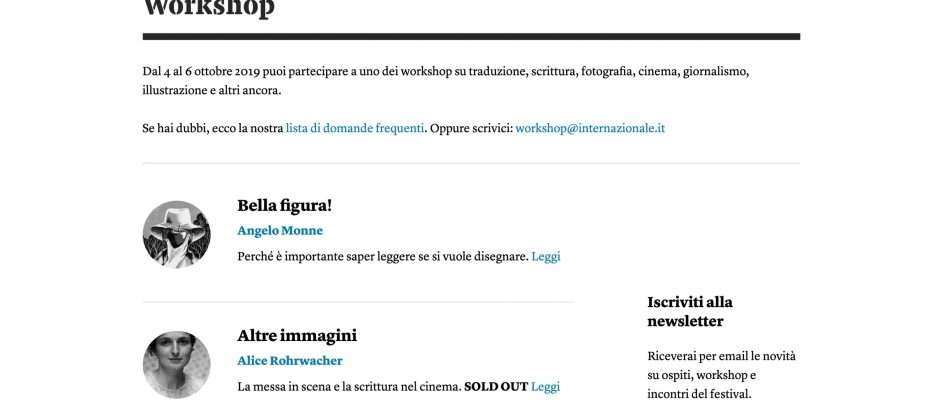 Workshop
Dal 4 al 6 ottobre 2019 puoi partecipare a uno dei workshop su traduzione, scrittura, fotografia, cinema, giornalismo,
illustrazione e altri ancora.
Se hai dubbi, ecco la nostra lista di domande frequenti. Oppure scrivici: workshop@internazionale.it
Bella figura!
Angelo Monne
Perché è importante saper leggere se si vuole disegnare. Leggi
Altre immagini
Alice Rohrwacher
La messa in scena e la scrittura nel cinema. SOLD OUT Leggi
Iscriviti alla
newsletter
Riceverai per email le novità
su ospiti, workshop e
incontri del festival.